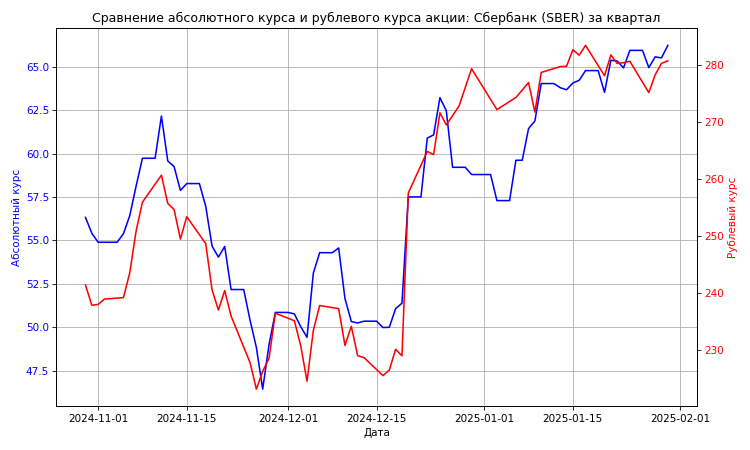 Сравнение абсолютного курса и рублевого курса акции: Сбербанк (SBER) за квартал
65.0
62.5
60.0
57.5
55.0
52.5
50.0
47.5
Абсолютный курс
280
270
260
250
240
230
Рублевый курс
2024-11-01 2024-11-15 2024-12-01 2024-12-15 2025-01-01 2025-01-15 2025-02-01
Дата